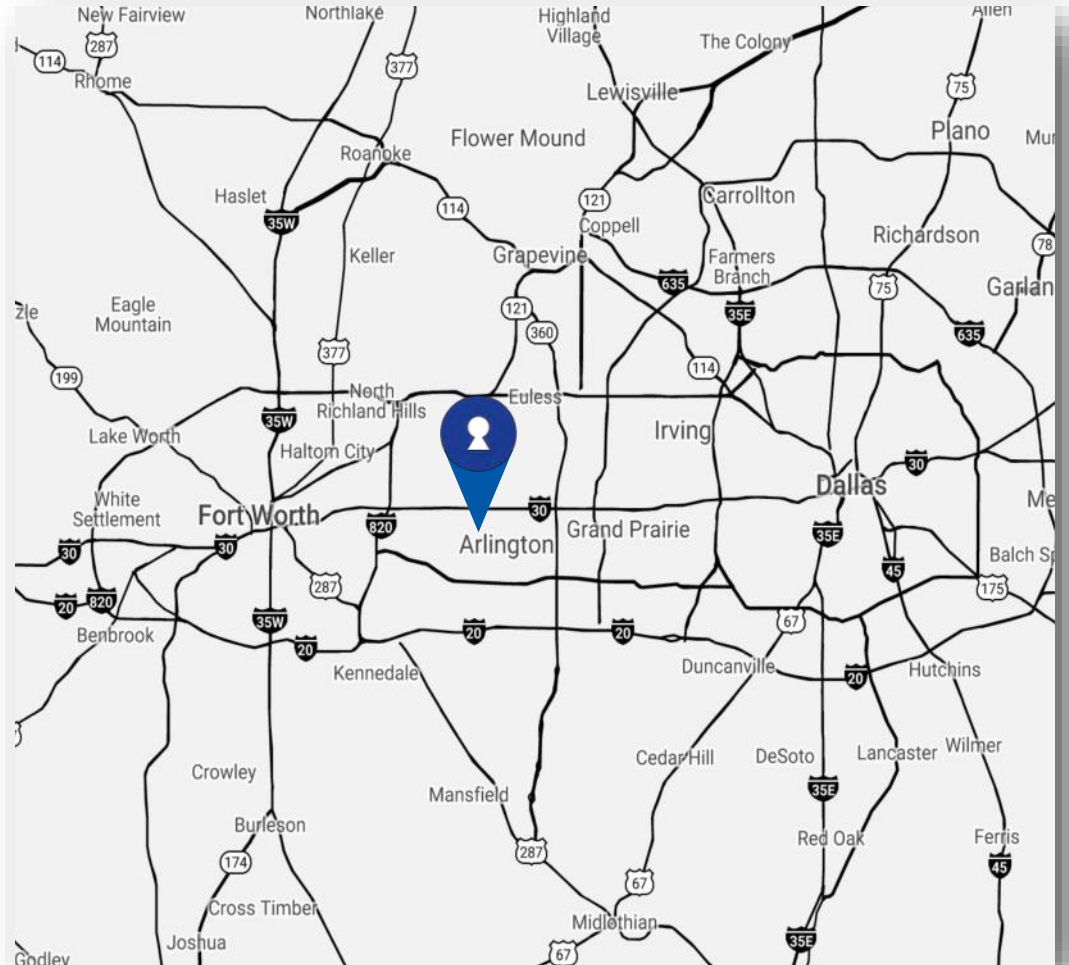 New Fairview
Northlake
Highland
Village
Allen
287
The Colony
114
377
Rhome
75
Lewisville
Plano
Flower Mound
Roanoke
Haslet
121
Carrollton
114
35W
Coppell
Richardson
78
Keller
Grapevine
Farmers
Branch
635
75
Garlan
Eagle
Mountain
zle
121
360
35E
635
377
114
199
North
Richland Hills
Euless
35W
Lake Worth
Haltom City
Irving
30
Dallas
White
Settlement
Fort Worth
820
30
Grand Prairie
Me
Arlington
35E
30
30
45
Balch Sp
287
175
20
820
35W
67
Benbrook
20
20
20
Kennedale
Duncanville
20
Hutchins
Cedar Hill
DeSoto
Lancaster
Wilmer
Crowley
Mansfield
35E
Burleson
Red Oak
Ferris
174
287
45
67
Cross Timber
Midlothian
Joshua
35E
67
Godley